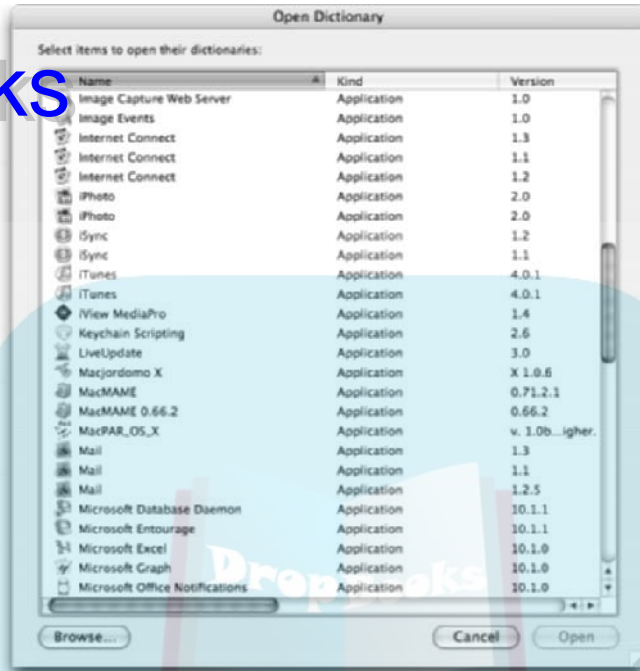 Open Dictionary
Select items to open their dictionaries:
ks
Name Kind Version
Image Capture Web Server Application 1.0
Image Events Application 1.0
Internet Connect Application 1.3
Internet Connect Application 1.1
Internet Connect Application 1.2
iPhoto Application 2.0
iPhoto Application 2.0
iSync Application 1.2
iSync Application 1.1
iTunes Application 4.0.1
iTunes Application 4.0.1
iView MediaPro Application 1.4
Keychain Scripting Application 2.6
LiveUpdate Application 3.0
Macjordomo X Application X 1.0.6
MacMAME Application 0.71.2.1
MacMAME 0.66.2 Application 0.66.2
MacPAR_OS_X Application v. 1.0b...igher.
Mail Application 1.3
Mail Application 1.1
Mail Application 1.2.5
Microsoft Database Daemon Application 10.1.1
Microsoft Entourage Application 10.1.1
Microsoft Excel Application 10.1.0
Microsoft Graph Application 10.1.0
Microsoft Office Notifications Application 10.1.0
DropBooks
Browse... Cancel Open